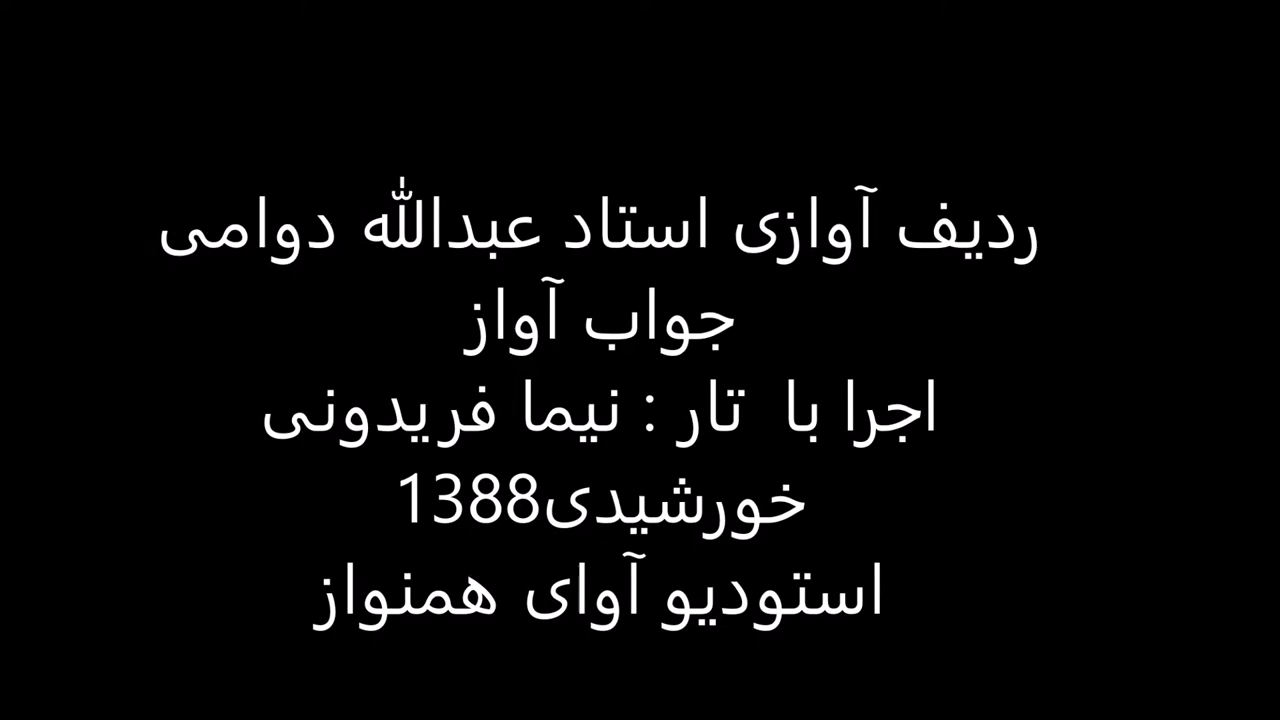 ردیف آوازی استاد عبدالله دوامی
جواب آواز
اجرا با تار : نیما فریدونی
خورشیدی1388
استودیو آوای همنواز